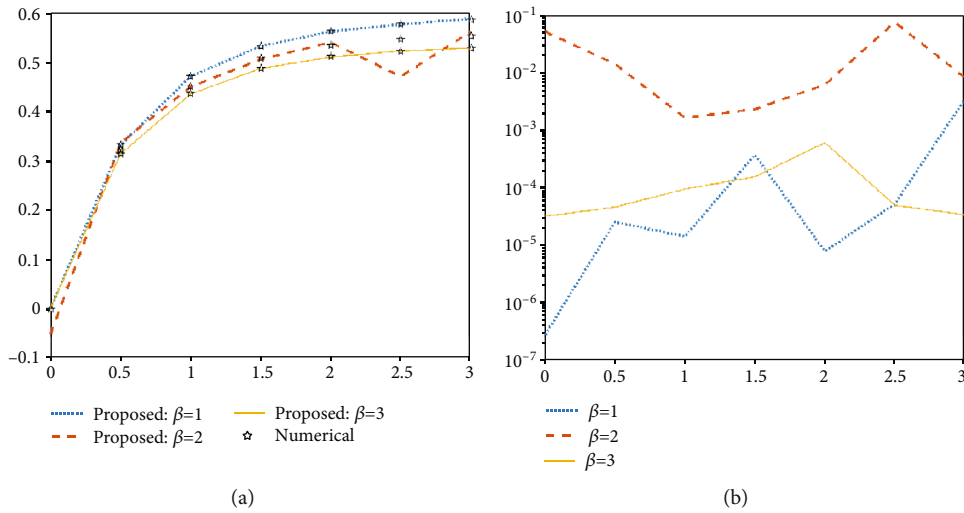 0.6
0.5
0.4
0.3
0.2
0.1
0
−0.1
0 0.5 1 1.5 2 2.5 3
Proposed: β=1
Proposed: β=2
Proposed: β=3
Numerical
(a)
10⁻¹
10⁻²
10⁻³
10⁻⁴
10⁻⁵
10⁻⁶
10⁻⁷
0 0.5 1 1.5 2 2.5 3
β=1
β=2
β=3
(b)